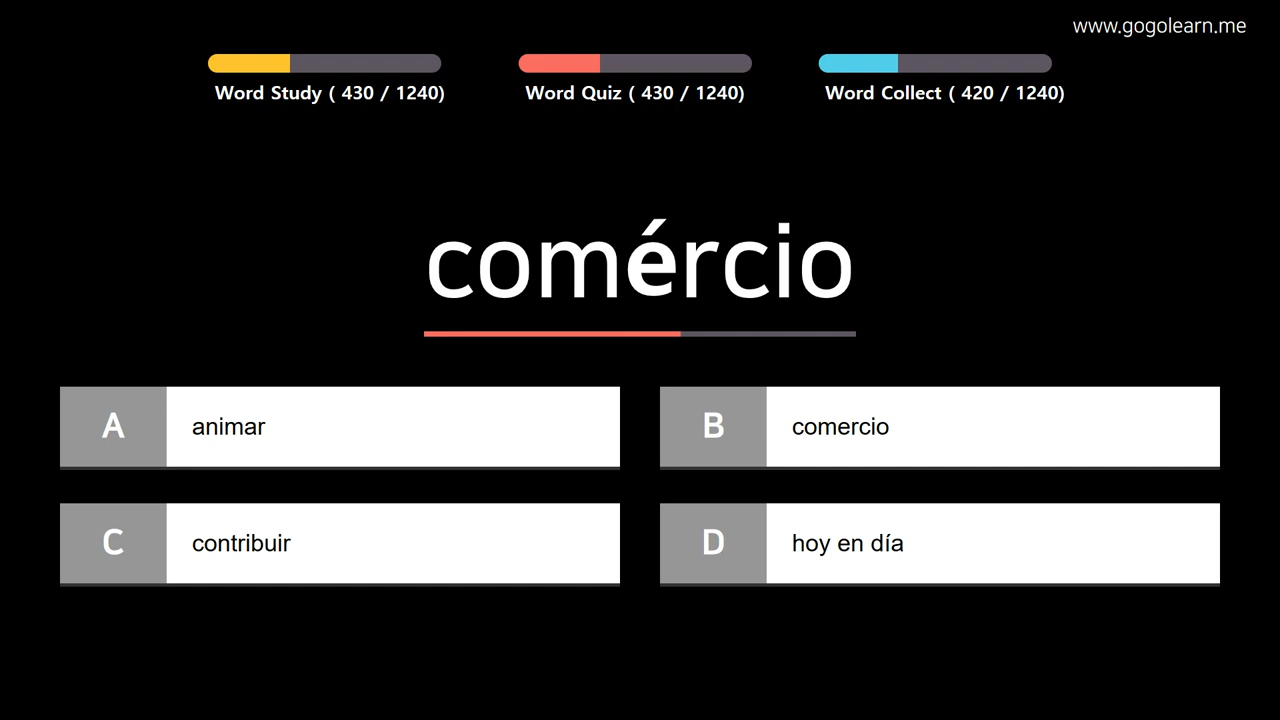 www.gogolearn.me
Word Study ( 430 / 1240)
Word Quiz ( 430 / 1240)
Word Collect ( 420 / 1240)
comércio
A animar
B comercio
C contribuir
D hoy en día